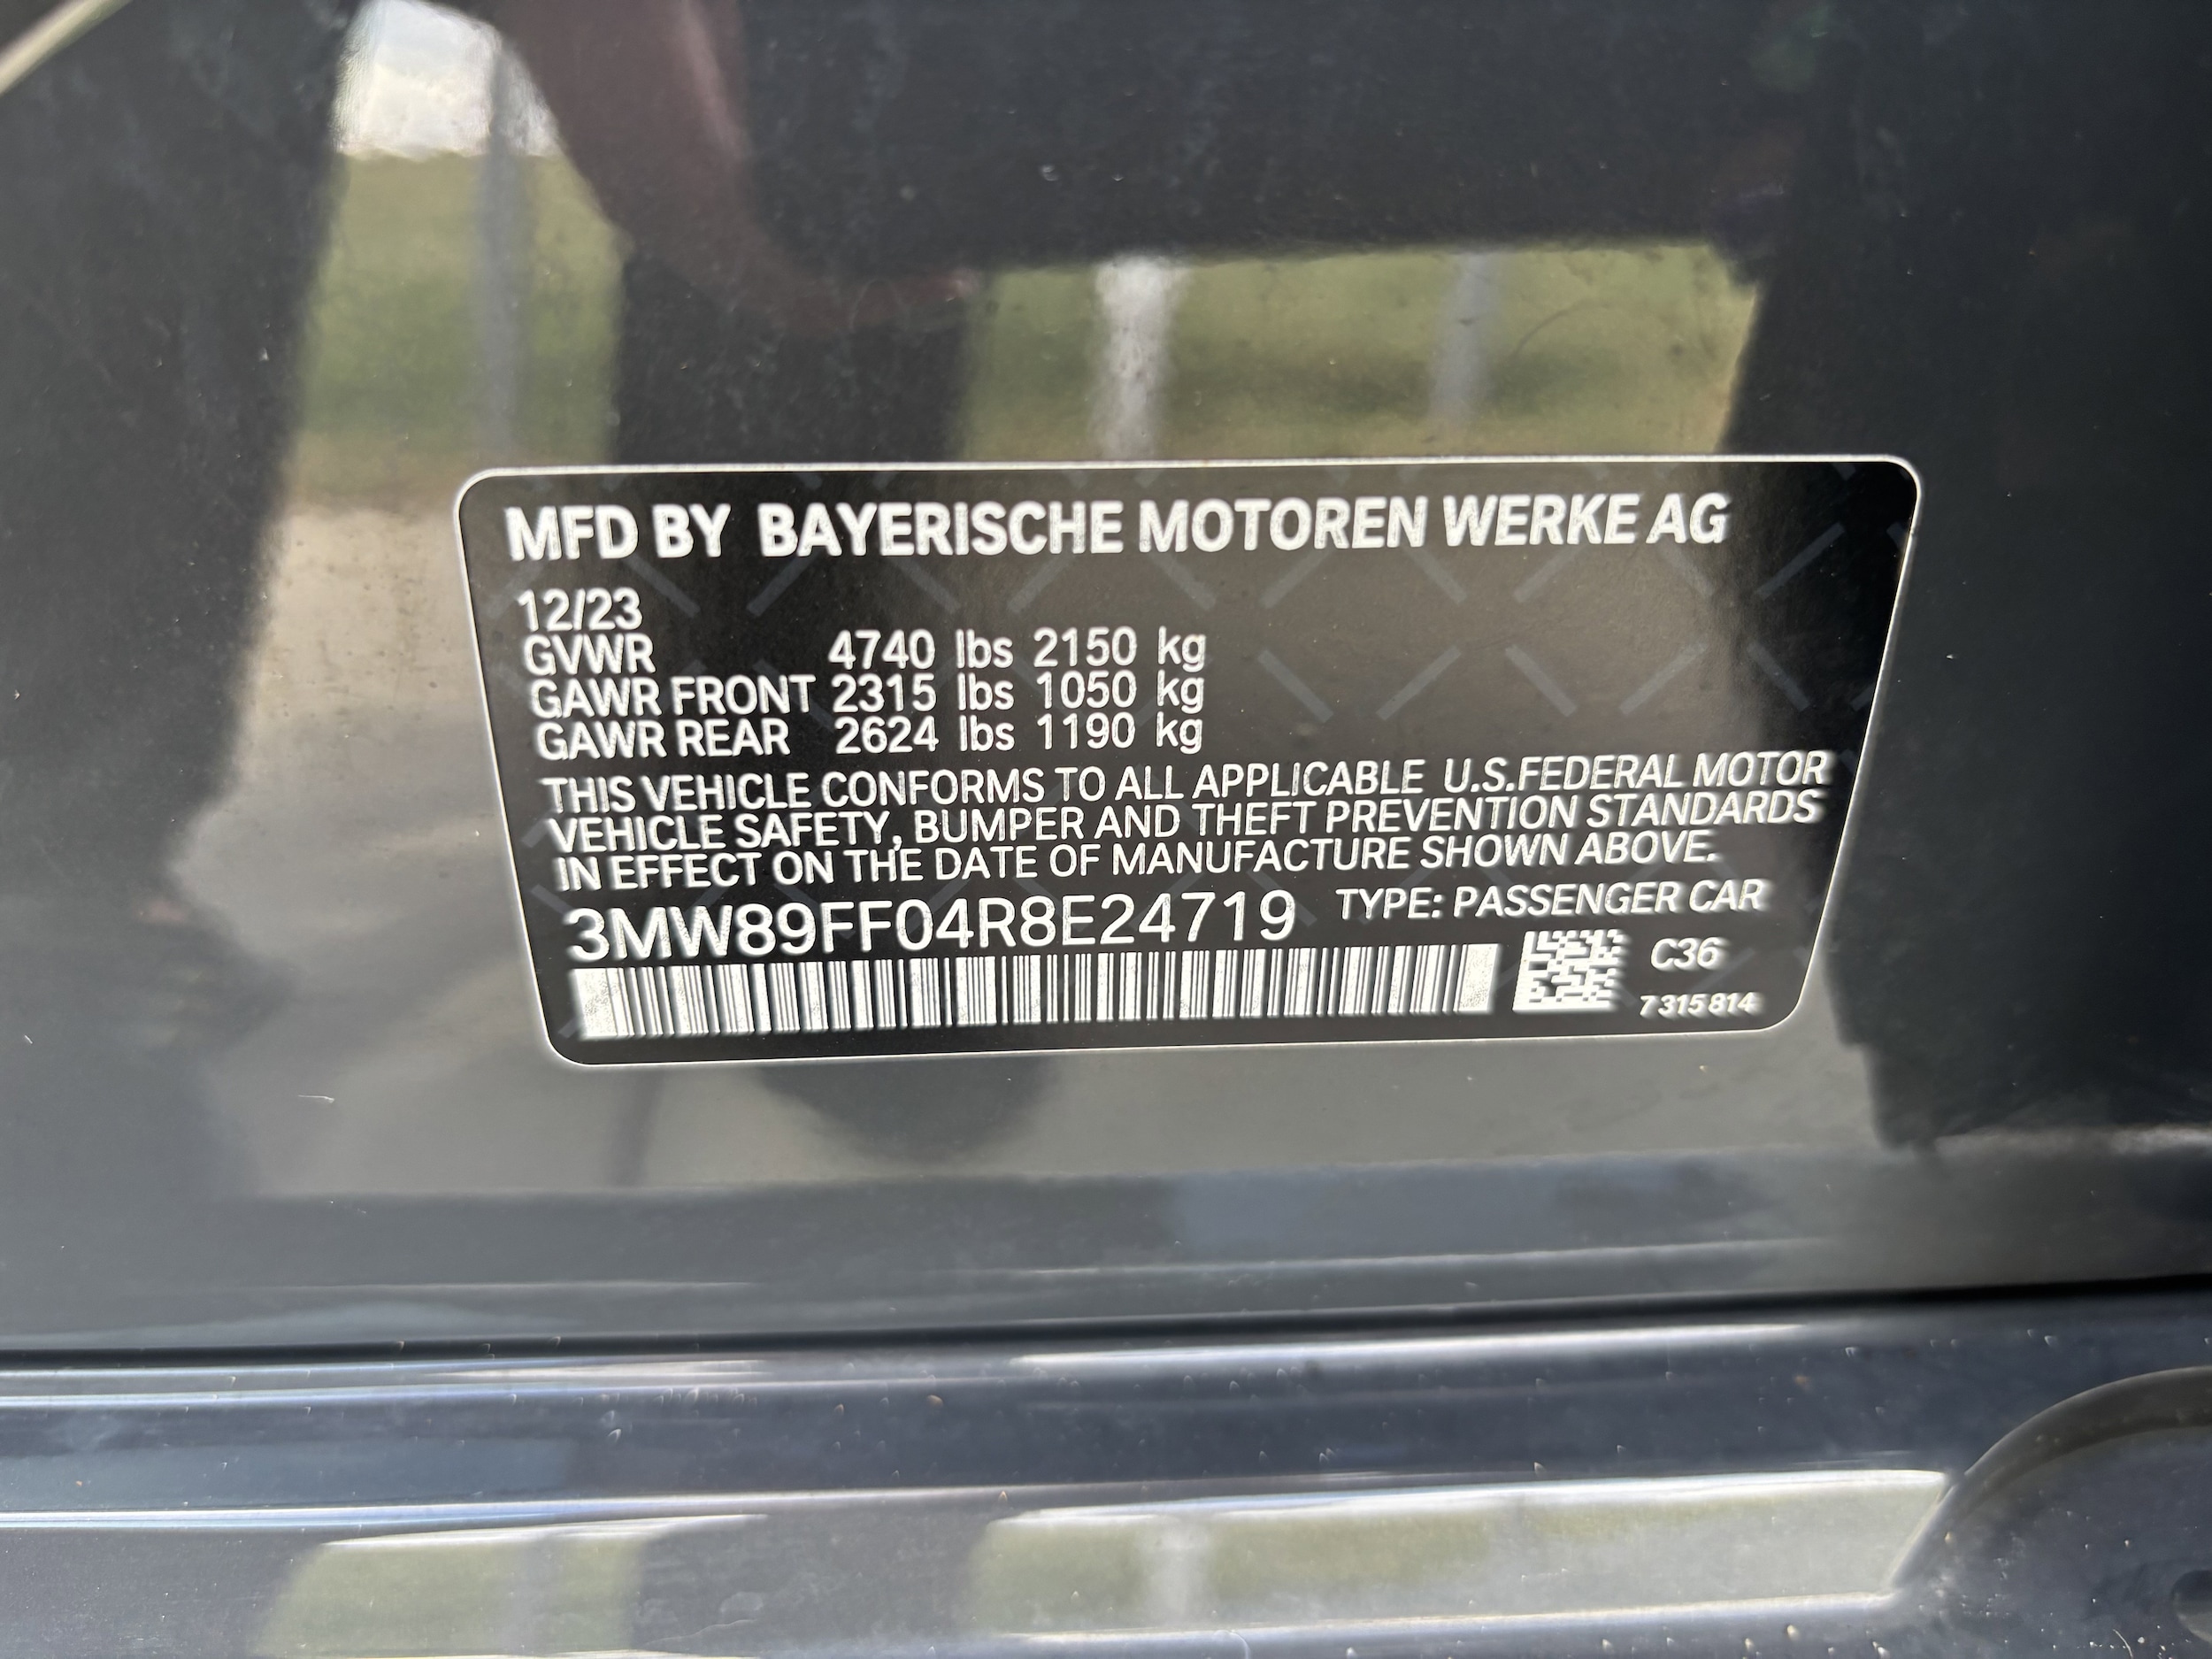 MFD BY BAYERISCHE MOTOREN WERKE AG
12/23
GVWR 4740 lbs 2150 kg
GAWR FRONT 2315 lbs 1050 kg
GAWR REAR 2624 lbs 1190 kg
THIS VEHICLE CONFORMS TO ALL APPLICABLE U.S.FEDERAL MOTOR
VEHICLE SAFETY, BUMPER AND THEFT PREVENTION STANDARDS
IN EFFECT ON THE DATE OF MANUFACTURE SHOWN ABOVE.
3MW89FF04R8E24719 TYPE: PASSENGER CAR
C36
7 315 814